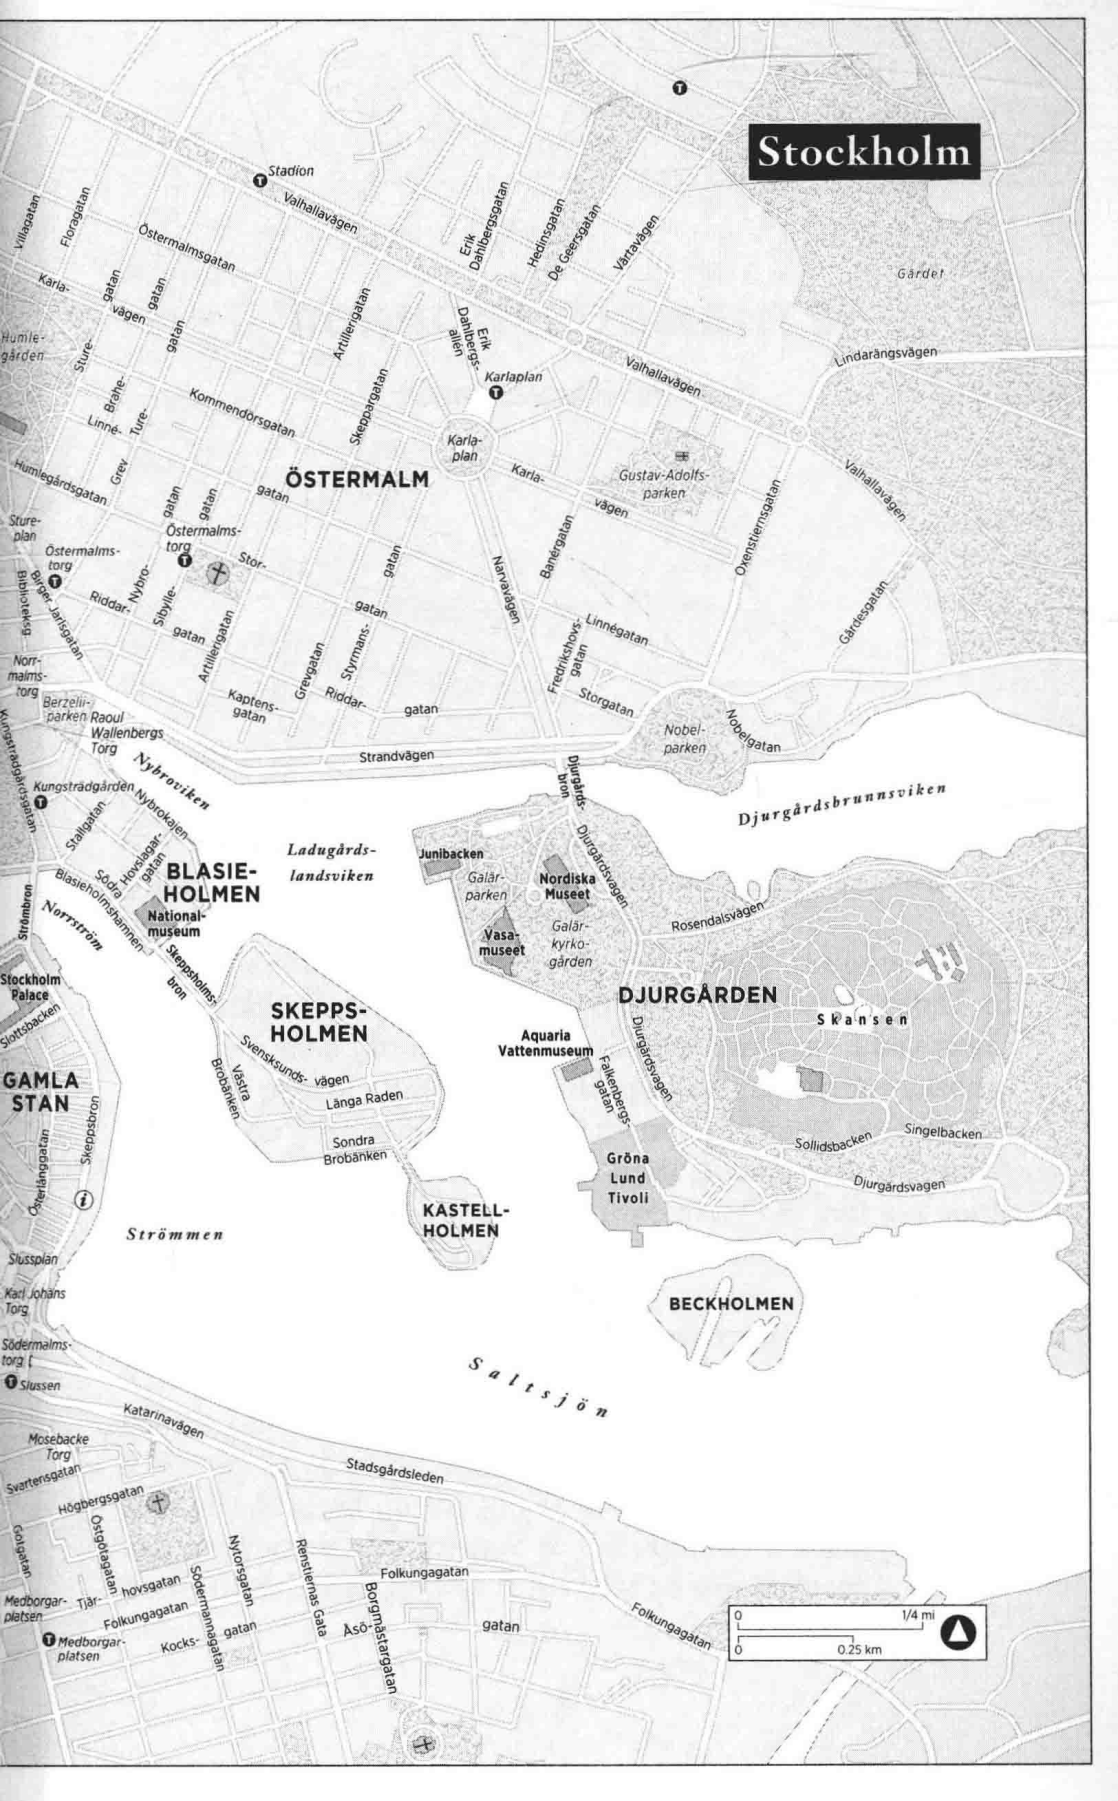 Stockholm
T
T Stadion
Valhallavägen
Villagatan
Floragatan
Östermalmsgatan
Erik
Dahlbergsgatan
Hedinsgatan
De Geersgatan
Värtavägen
Gärdet
Karla-
vägen
gatan
gatan
gatan
Artillerigatan
Erik
Dahlbergs-
allén
Humle-
gården
Sture-
Brahe-
Linné-
Ture-
Grev
Kommendörsgatan
Skeppargatan
Karlaplan
T
Valhallavägen
Lindarängsvägen
Karla-
plan
ÖSTERMALM
Humlegårdsgatan
gatan
gatan
gatan
Karla-
vägen
Gustav-Adolfs-
parken
Valhallavägen
Oxenstiernsgatan
Sture-
plan
Östermalms-
torg
T
Östermalms-
torg
T
Stor-
gatan
gatan
Banérgatan
Narvavägen
Biblioteksg
Birger Jarlsgatan
Riddar-
gatan
Nybro-
Sibylle-
Artillerigatan
Grevgatan
Styrmans-
Linnégatan
Fredrikshovs-
gatan
Gärdesgatan
Norr-
malms-
torg
Kaptens-
gatan
Riddar-
gatan
Storgatan
Berzelii-
parken
Raoul
Wallenbergs
Torg
Nobel-
parken
Nobelgatan
Strandvägen
Kungsträdgårdsgatan
Nybroviken
Djurgårds-
bron
Djurgårdsbrunnsviken
Kungsträdgården
T
Nybrokajen
Stallgatan
Hovslagar-
gatan
Södra
Blasieholmshamnen
BLASIE-
HOLMEN
Ladugårds-
landsviken
Junibacken
Galär-
parken
Nordiska
Museet
Djurgårdsvägen
Rosendalsvägen
Strömbron
Norrström
National-
museum
Skeppsholms-
bron
Vasa-
museet
Galär-
kyrko-
gården
Stockholm
Palace
Slottsbacken
SKEPPS-
HOLMEN
DJURGÅRDEN
Skansen
Aquaria
Vattenmuseum
Djurgårdsvägen
Falkenbergs-
gatan
Svensksunds-
vägen
Västra
Brobänken
Långa Raden
GAMLA
STAN
Skeppsbron
Österlånggatan
i
Sondra
Brobänken
Sollidsbacken
Singelbacken
Djurgårdsvägen
Gröna
Lund
Tivoli
KASTELL-
HOLMEN
Strömmen
Slussplan
Karl Johans
Torg
BECKHOLMEN
Södermalms-
torg
T Slussen
Saltsjön
Katarinavägen
Mosebacke
Torg
Svartensgatan
Stadsgårdsleden
Högbergsgatan
Götgatan
Östgötagatan
Nytorsgatan
Södermannagatan
Renstiernas Gata
Folkungagatan
Borgmästargatan
Medborgar-
platsen
Tjär-
hovsgatan
Folkungagatan
Kocks-
gatan
Åsö-
gatan
Folkungagatan
T Medborgar-
platsen
0 1/4 mi
0 0.25 km